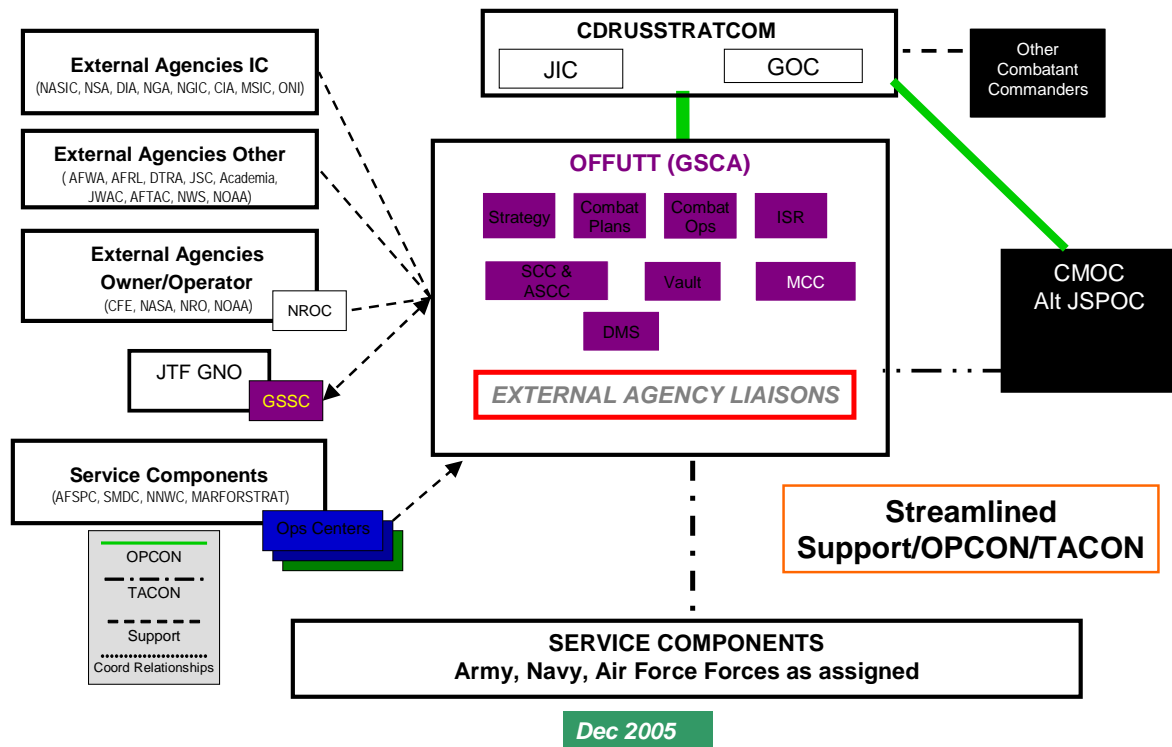 CDRUSSTRATCOM
JIC
GOC
Other
Combatant
Commanders
External Agencies IC
(NASIC, NSA, DIA, NGA, NGIC, CIA, MSIC, ONI)
External Agencies Other
( AFWA, AFRL, DTRA, JSC, Academia,
JWAC, AFTAC, NWS, NOAA)
External Agencies
Owner/Operator
(CFE, NASA, NRO, NOAA)
NROC
JTF GNO
GSSC
Service Components
(AFSPC, SMDC, NNWC, MARFORSTRAT)
Ops Centers
OFFUTT (GSCA)
Strategy
Combat
Plans
Combat
Ops
ISR
SCC &
ASCC
Vault
MCC
DMS
EXTERNAL AGENCY LIAISONS
CMOC
Alt JSPOC
Streamlined
Support/OPCON/TACON
OPCON
TACON
Support
Coord Relationships
SERVICE COMPONENTS
Army, Navy, Air Force Forces as assigned
Dec 2005